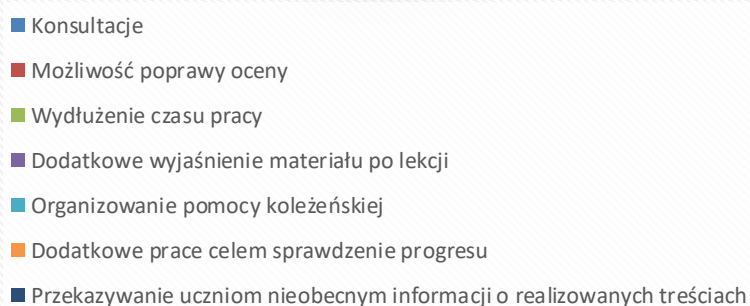 Konsultacje
Możliwość poprawy oceny
Wydłużenie czasu pracy
Dodatkowe wyjaśnienie materiału po lekcji
Organizowanie pomocy koleżeńskiej
Dodatkowe prace celem sprawdzenie progresu
Przekazywanie uczniom nieobecnym informacji o realizowanych treściach